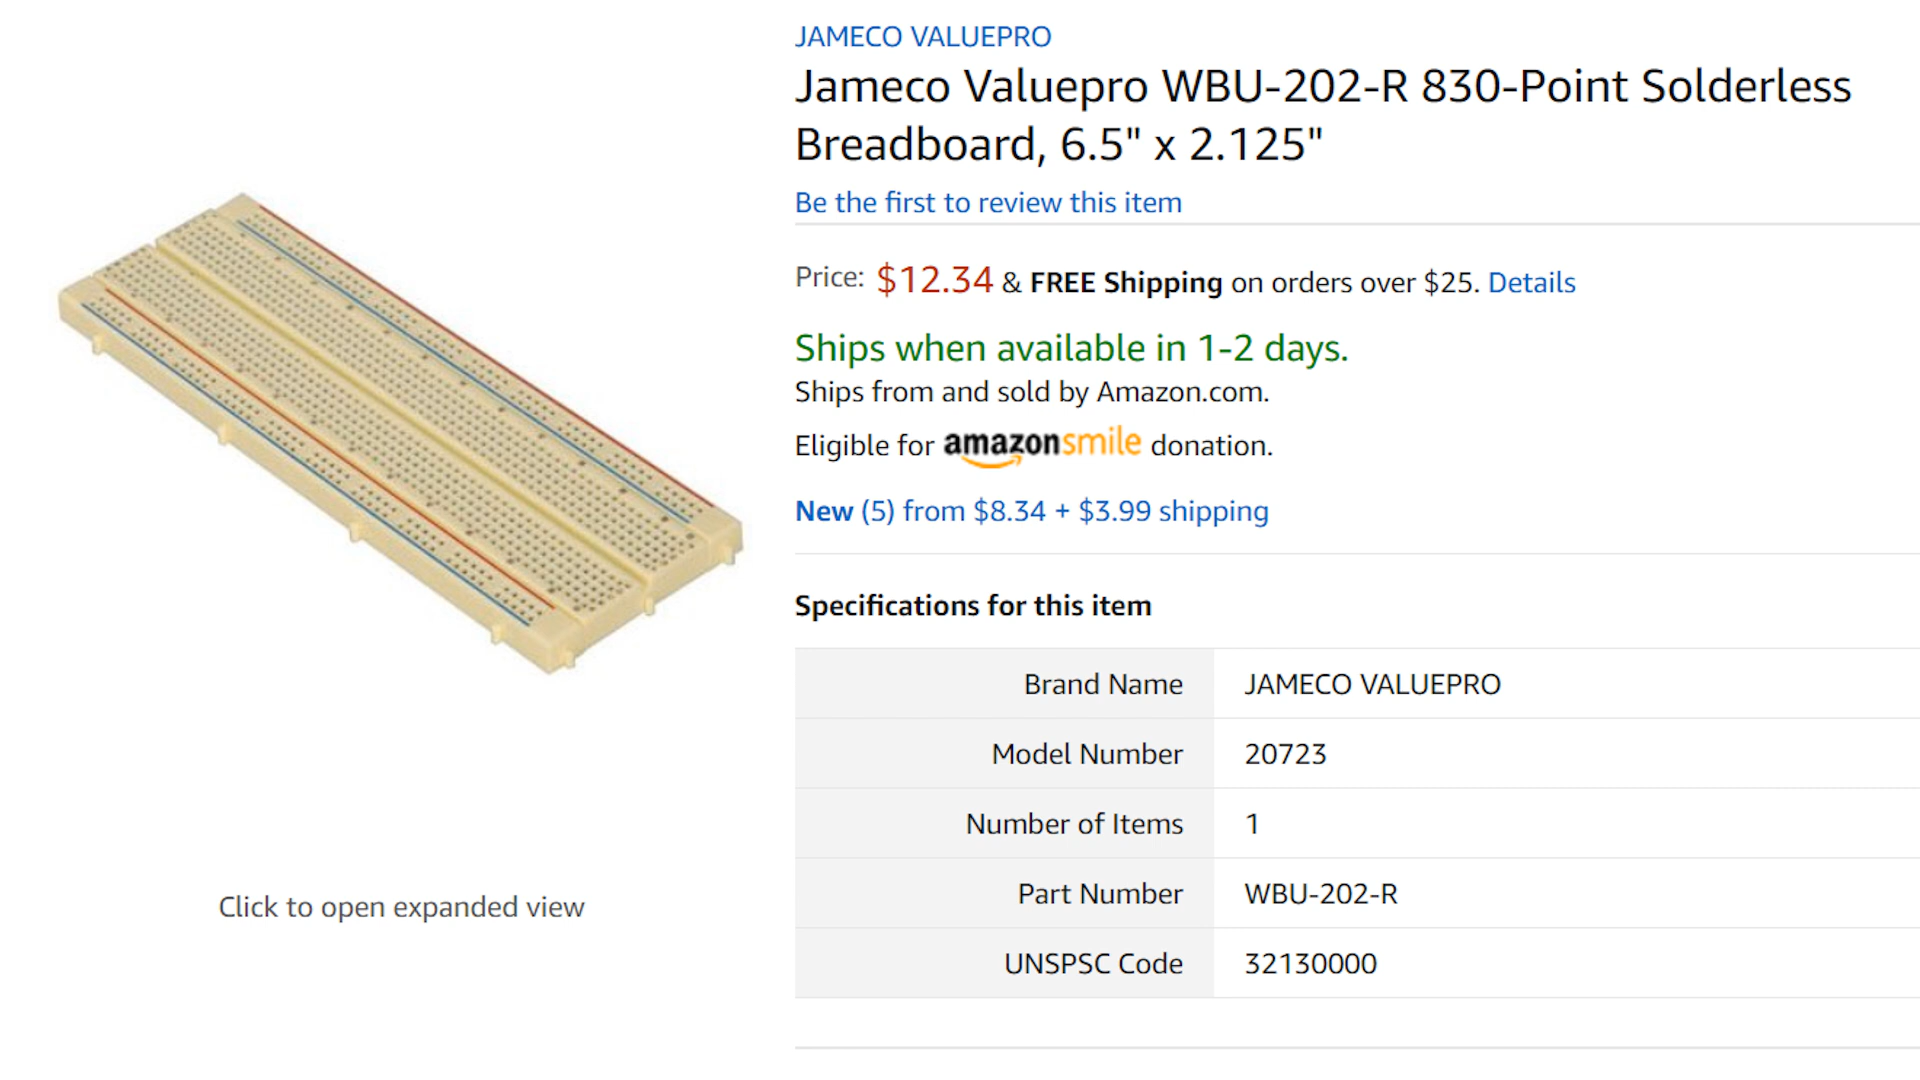 JAMECO VALUEPRO
Jameco Valuepro WBU-202-R 830-Point Solderless
Breadboard, 6.5" x 2.125"
Be the first to review this item
Price: $12.34 & FREE Shipping on orders over $25. Details
Ships when available in 1-2 days.
Ships from and sold by Amazon.com.
Eligible for amazonsmile donation.
New (5) from $8.34 + $3.99 shipping
Specifications for this item
Brand Name JAMECO VALUEPRO
Model Number 20723
Number of Items 1
Part Number WBU-202-R
UNSPSC Code 32130000
Click to open expanded view